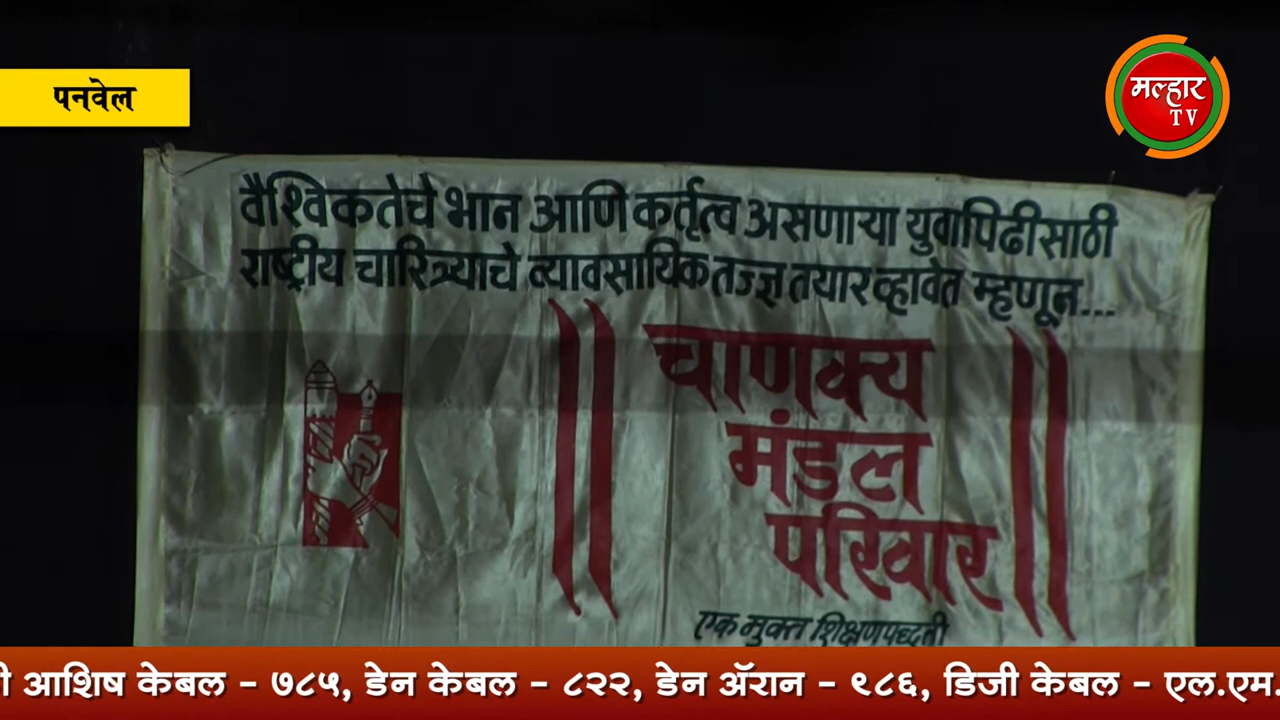 पनवेल
मल्हार
TV
वैश्विकतेचे भान आणि कर्तृत्व असणाऱ्या युवापिढीसाठी
राष्ट्रीय चारित्र्याचे व्यावसायिक तज्ज्ञ तयार व्हावेत म्हणून...
|| चाणक्य ||
मंडल
परिवार
एक मुक्त शिक्षणपद्धती
ी आशिष केबल - ७८५, डेन केबल - ८२२, डेन ॲरान - ९८६, डिजी केबल - एल.एम.